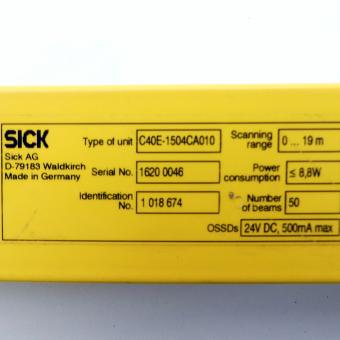 SICK
Sick AG
D-79183 Waldkirch
Made in Germany
Type of unit C40E-1504CA010
Serial No. 1620 0046
Identification No. 1 018 674
Scanning range 0 ... 19 m
Power consumption ≤ 8,8W
Number of beams 50
OSSDs 24V DC, 500mA max